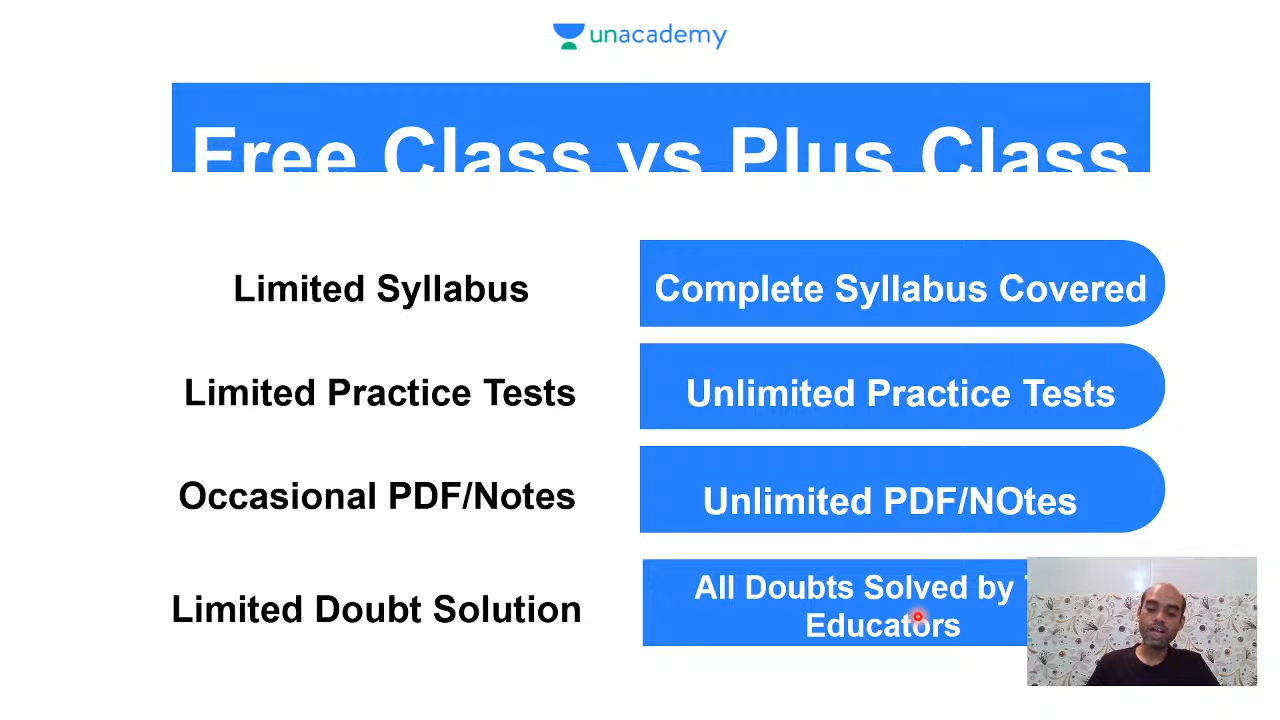 unacademy
Free Class vs Plus Class
Limited Syllabus
Complete Syllabus Covered
Limited Practice Tests
Unlimited Practice Tests
Occasional PDF/Notes
Unlimited PDF/NOtes
Limited Doubt Solution
All Doubts Solved by
Educators